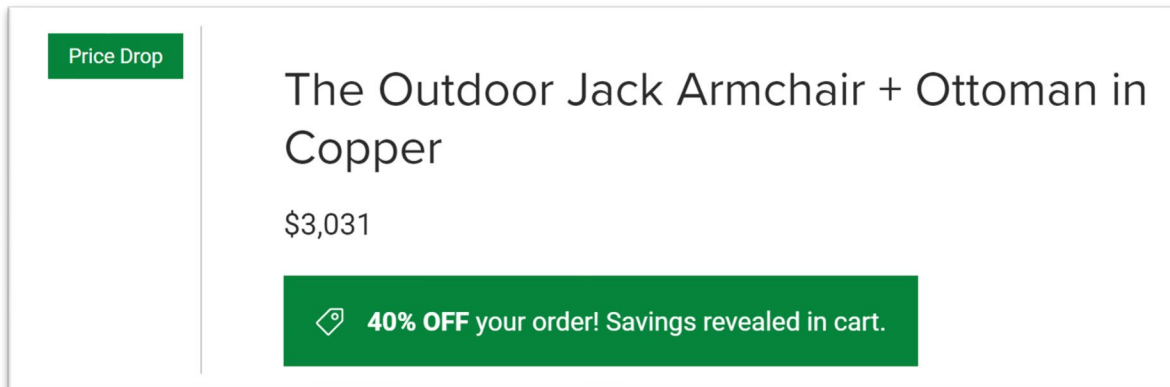 Price Drop
The Outdoor Jack Armchair + Ottoman in
Copper
$3,031
40% OFF your order! Savings revealed in cart.